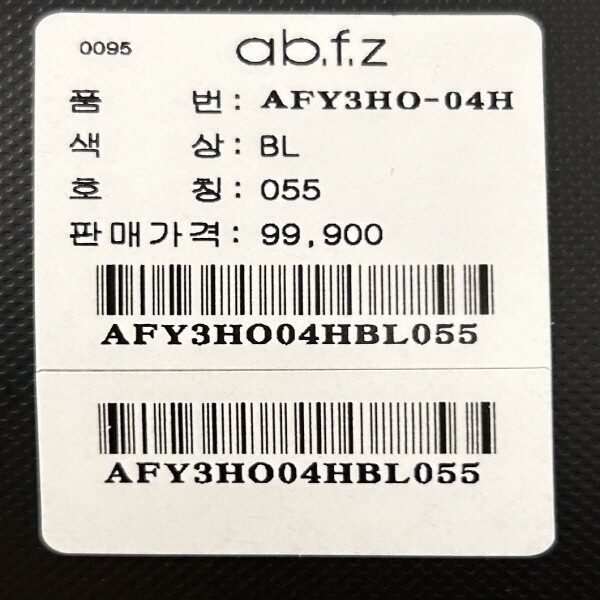 0095 ab.f.z
품 번: AFY3HO-04H
색 상: BL
호 칭: 055
판매가격: 99,900
AFY3HO04HBL055
AFY3HO04HBL055